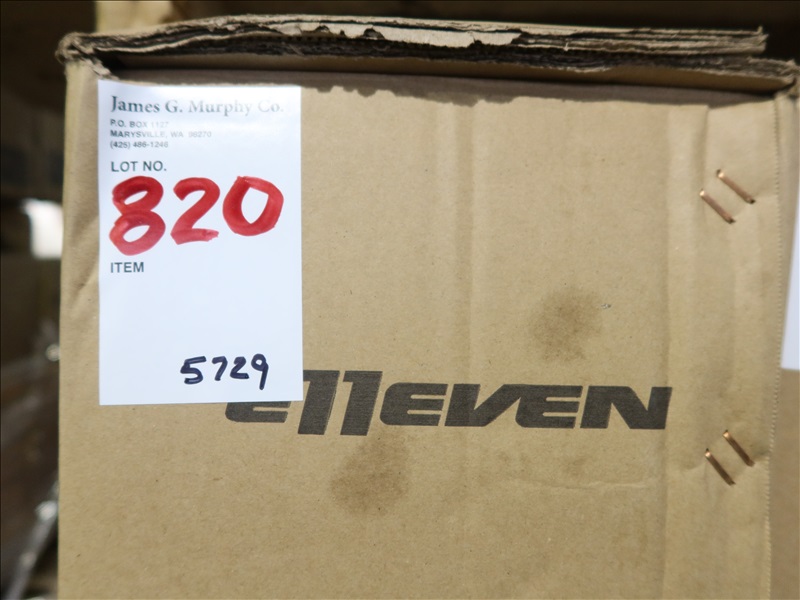 James G. Murphy Co.
P.O. BOX 1127
MARYSVILLE, WA 98270
(425) 486-1246
LOT NO.
820
ITEM
5729
e11even